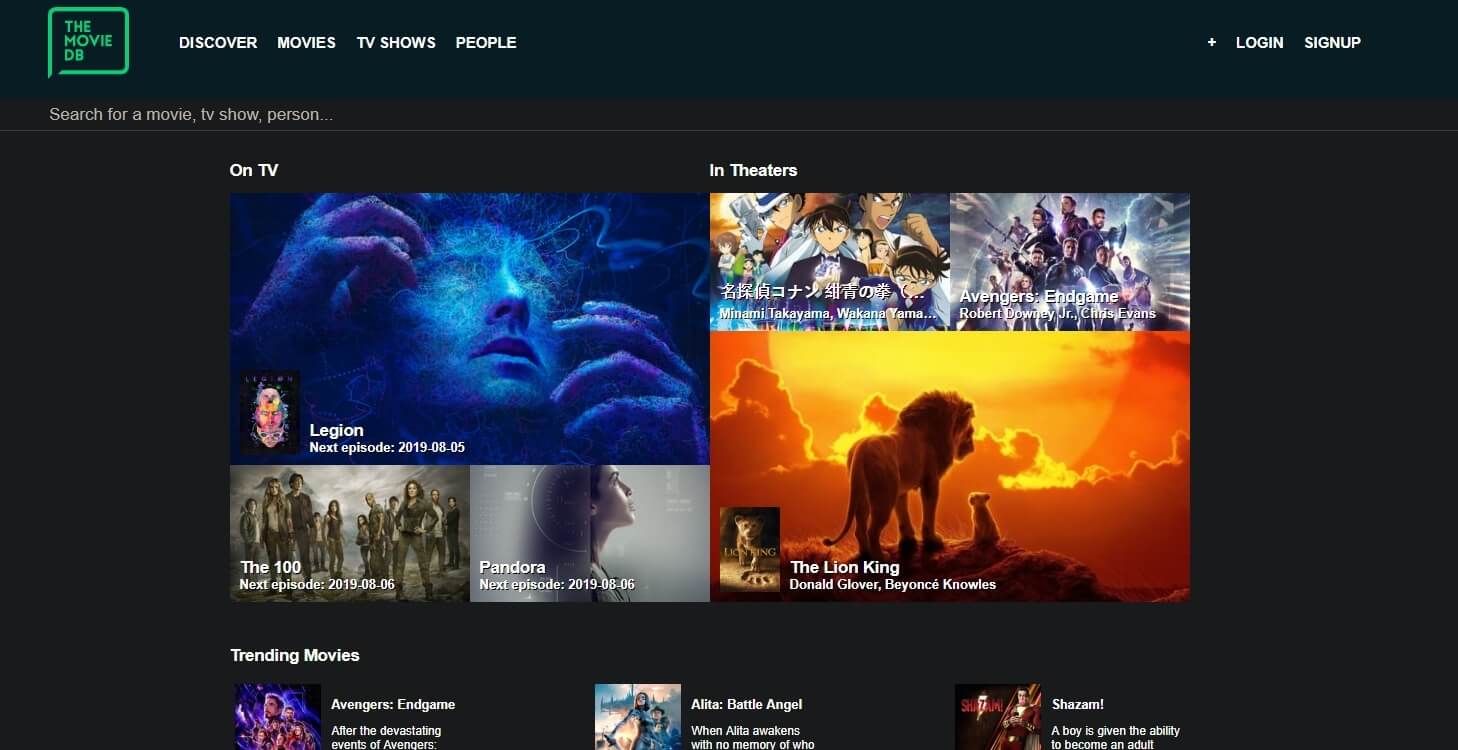 THE
MOVIE
DB
DISCOVER MOVIES TV SHOWS PEOPLE
+ LOGIN SIGNUP
Search for a movie, tv show, person...
On TV
LEGION
Legion
Next episode: 2019-08-05
The 100
Next episode: 2019-08-06
Pandora
Next episode: 2019-08-06
In Theaters
名探偵コナン 紺青の拳（...
Minami Takayama, Wakana Yama...
Avengers: Endgame
Robert Downey Jr., Chris Evans
LION KING
The Lion King
Donald Glover, Beyoncé Knowles
Trending Movies
Avengers: Endgame
After the devastating
events of Avengers:
Alita: Battle Angel
When Alita awakens
with no memory of who
SHAZAM!
Shazam!
A boy is given the ability
to become an adult